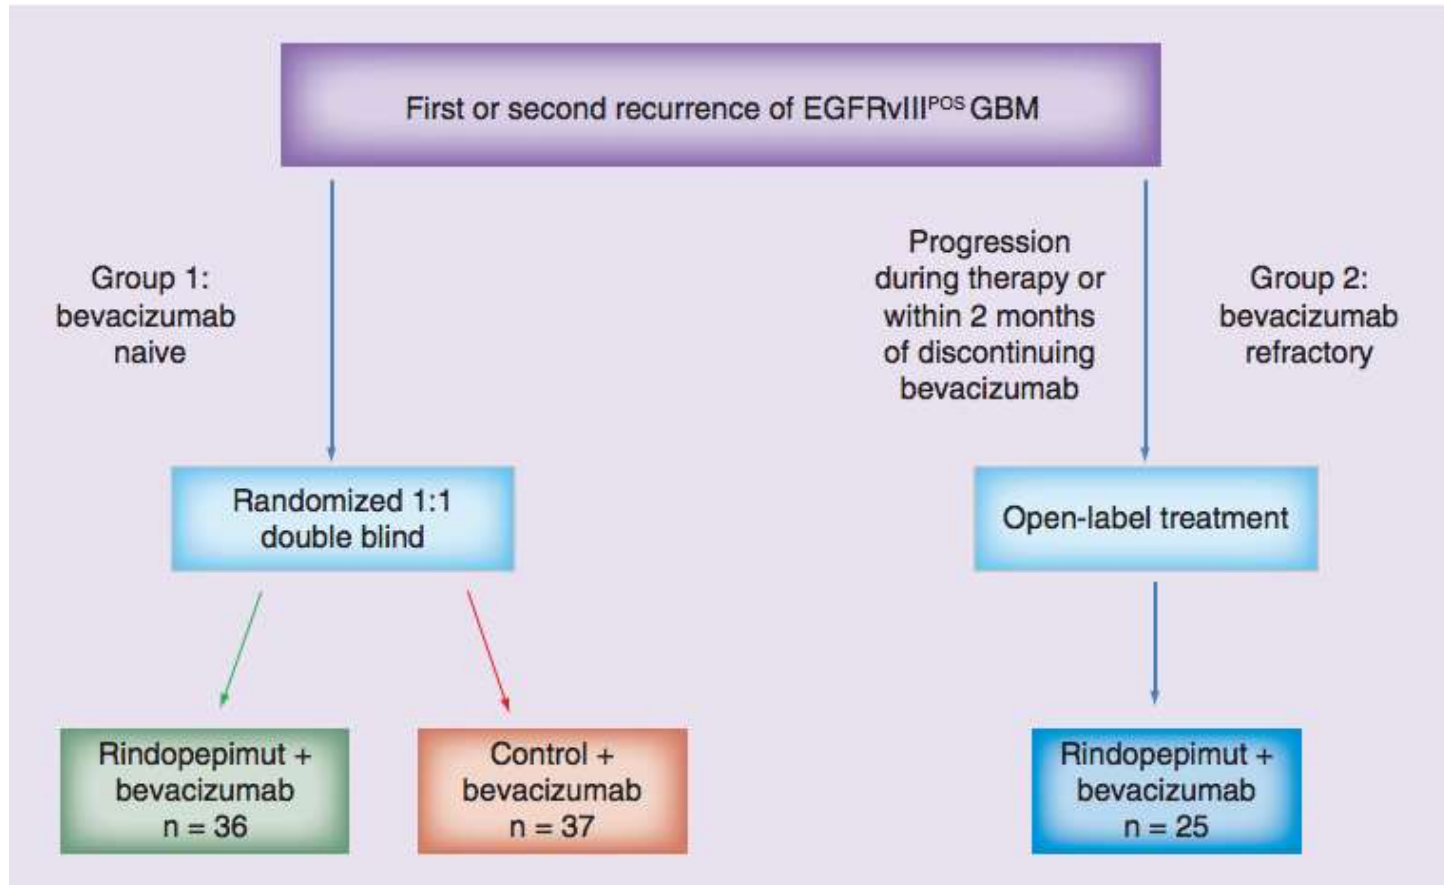 First or second recurrence of EGFRvIIIᴾᴼˢ GBM
Group 1:
bevacizumab
naive
Progression
during therapy or
within 2 months
of discontinuing
bevacizumab
Group 2:
bevacizumab
refractory
Randomized 1:1
double blind
Open-label treatment
Rindopepimut +
bevacizumab
n = 36
Control +
bevacizumab
n = 37
Rindopepimut +
bevacizumab
n = 25